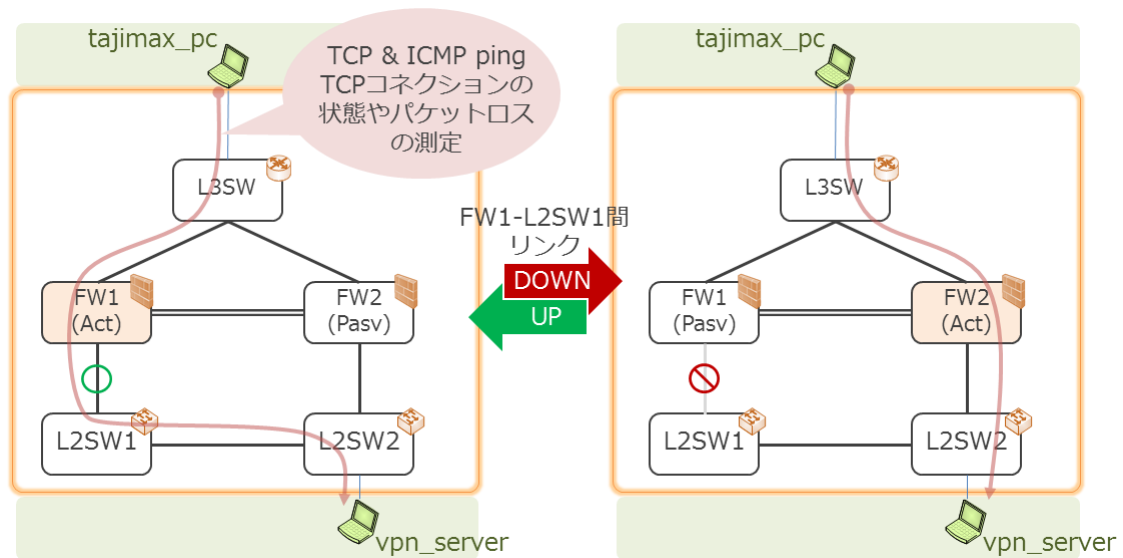 tajimax_pc
TCP & ICMP ping
TCPコネクションの
状態やパケットロス
の測定
L3SW
FW1
(Act)
FW2
(Pasv)
L2SW1
L2SW2
vpn_server
FW1-L2SW1間
リンク
DOWN
UP
tajimax_pc
L3SW
FW1
(Pasv)
FW2
(Act)
L2SW1
L2SW2
vpn_server